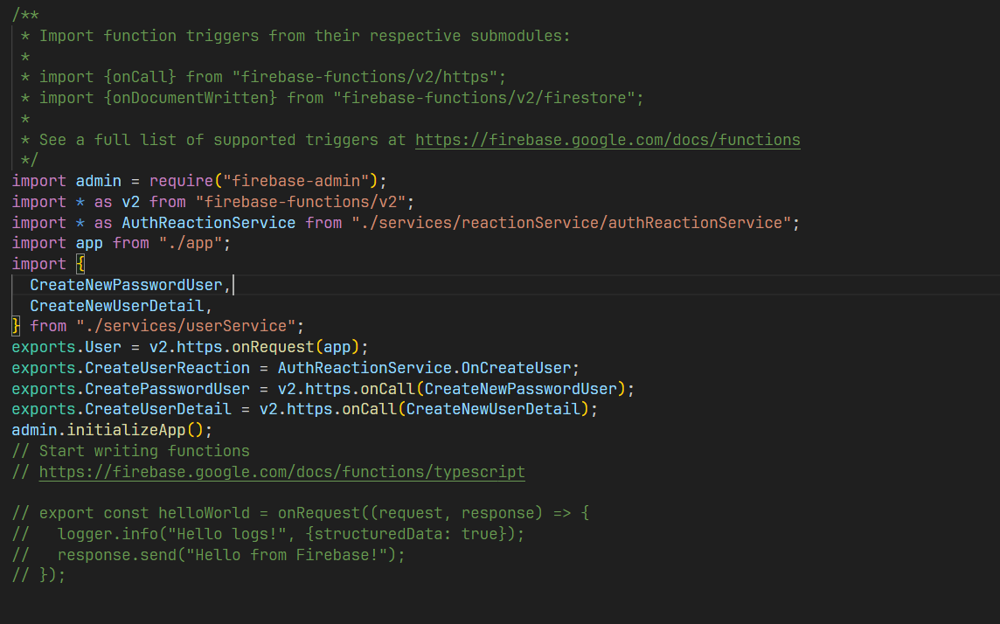 /**
 * Import function triggers from their respective submodules:
 *
 * import {onCall} from "firebase-functions/v2/https";
 * import {onDocumentWritten} from "firebase-functions/v2/firestore";
 *
 * See a full list of supported triggers at https://firebase.google.com/docs/functions
 */
import admin = require("firebase-admin");
import * as v2 from "firebase-functions/v2";
import * as AuthReactionService from "./services/reactionService/authReactionService";
import app from "./app";
import {
  CreateNewPasswordUser,
  CreateNewUserDetail,
} from "./services/userService";
exports.User = v2.https.onRequest(app);
exports.CreateUserReaction = AuthReactionService.OnCreateUser;
exports.CreatePasswordUser = v2.https.onCall(CreateNewPasswordUser);
exports.CreateUserDetail = v2.https.onCall(CreateNewUserDetail);
admin.initializeApp();
// Start writing functions
// https://firebase.google.com/docs/functions/typescript

// export const helloWorld = onRequest((request, response) => {
//   logger.info("Hello logs!", {structuredData: true});
//   response.send("Hello from Firebase!");
// });